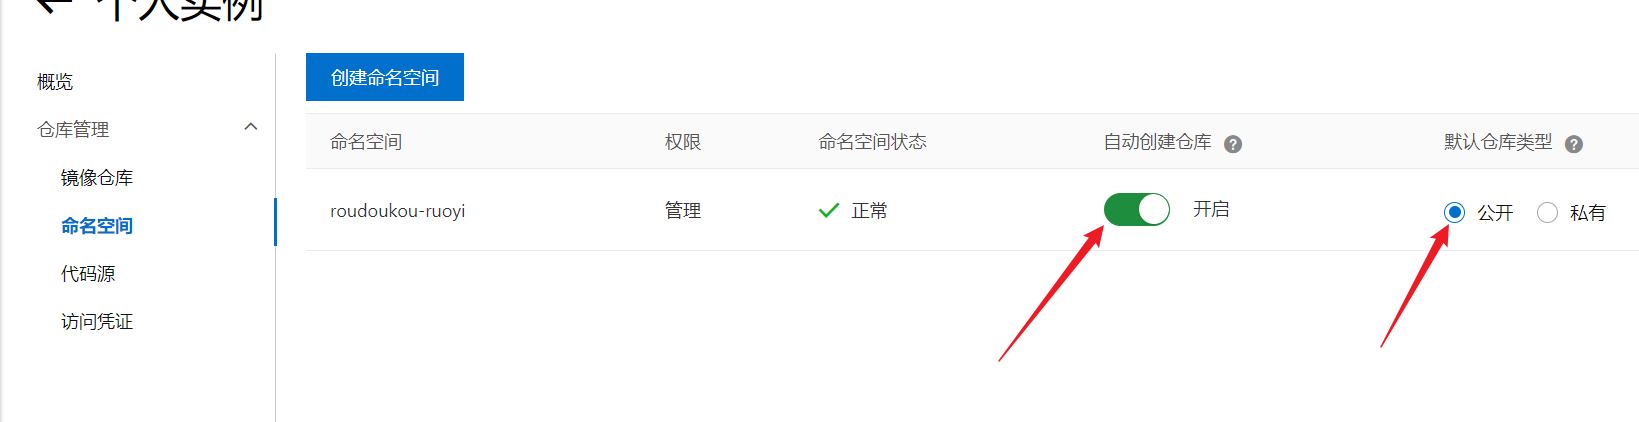 个人实例
概览
仓库管理
镜像仓库
命名空间
代码源
访问凭证
创建命名空间
命名空间 权限 命名空间状态 自动创建仓库 ? 默认仓库类型 ?
roudoukou-ruoyi 管理 正常 开启 公开 私有